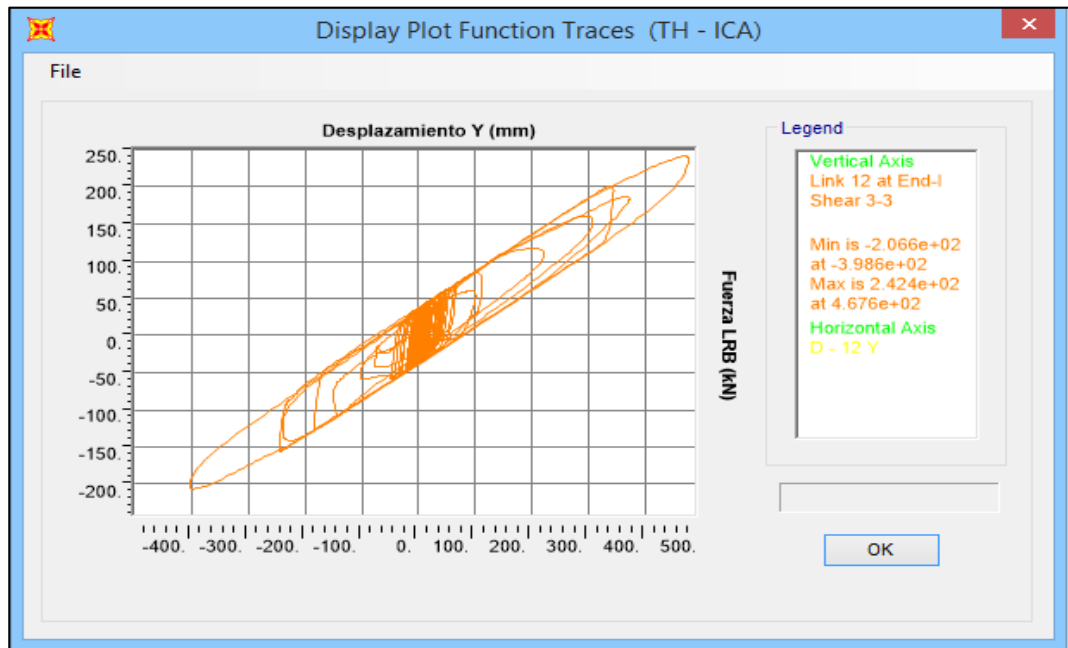 Display Plot Function Traces (TH - ICA)
File
Desplazamiento Y (mm)
250.
200.
150.
100.
50.
0.
-50.
-100.
-150.
-200.
-400. -300. -200. -100. 0. 100. 200. 300. 400. 500.
Fuerza LRB (kN)
Legend
Vertical Axis
Link 12 at End-I
Shear 3-3
Min is -2.066e+02
at -3.986e+02
Max is 2.424e+02
at 4.676e+02
Horizontal Axis
D - 12 Y
OK